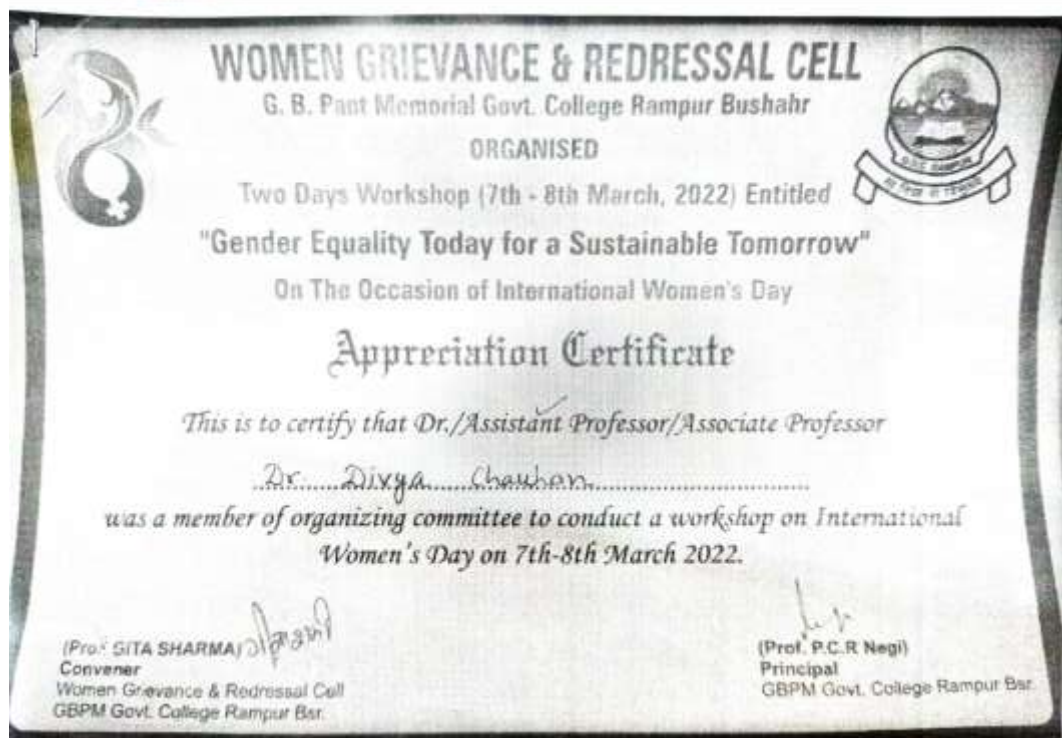 WOMEN GRIEVANCE & REDRESSAL CELL
G. B. Pant Memorial Govt. College Rampur Bushahr
ORGANISED
Two Days Workshop (7th - 8th March, 2022) Entitled
"Gender Equality Today for a Sustainable Tomorrow"
On The Occasion of International Women's Day
Appreciation Certificate
This is to certify that Dr./Assistant Professor/Associate Professor
Dr. Divya Chauhan
was a member of organizing committee to conduct a workshop on International
Women's Day on 7th-8th March 2022.
(Prof. GITA SHARMA)
Convener
Women Grievance & Redressal Cell
GBPM Govt. College Rampur Bsr.
(Prof. P.C.R Negi)
Principal
GBPM Govt. College Rampur Bsr.